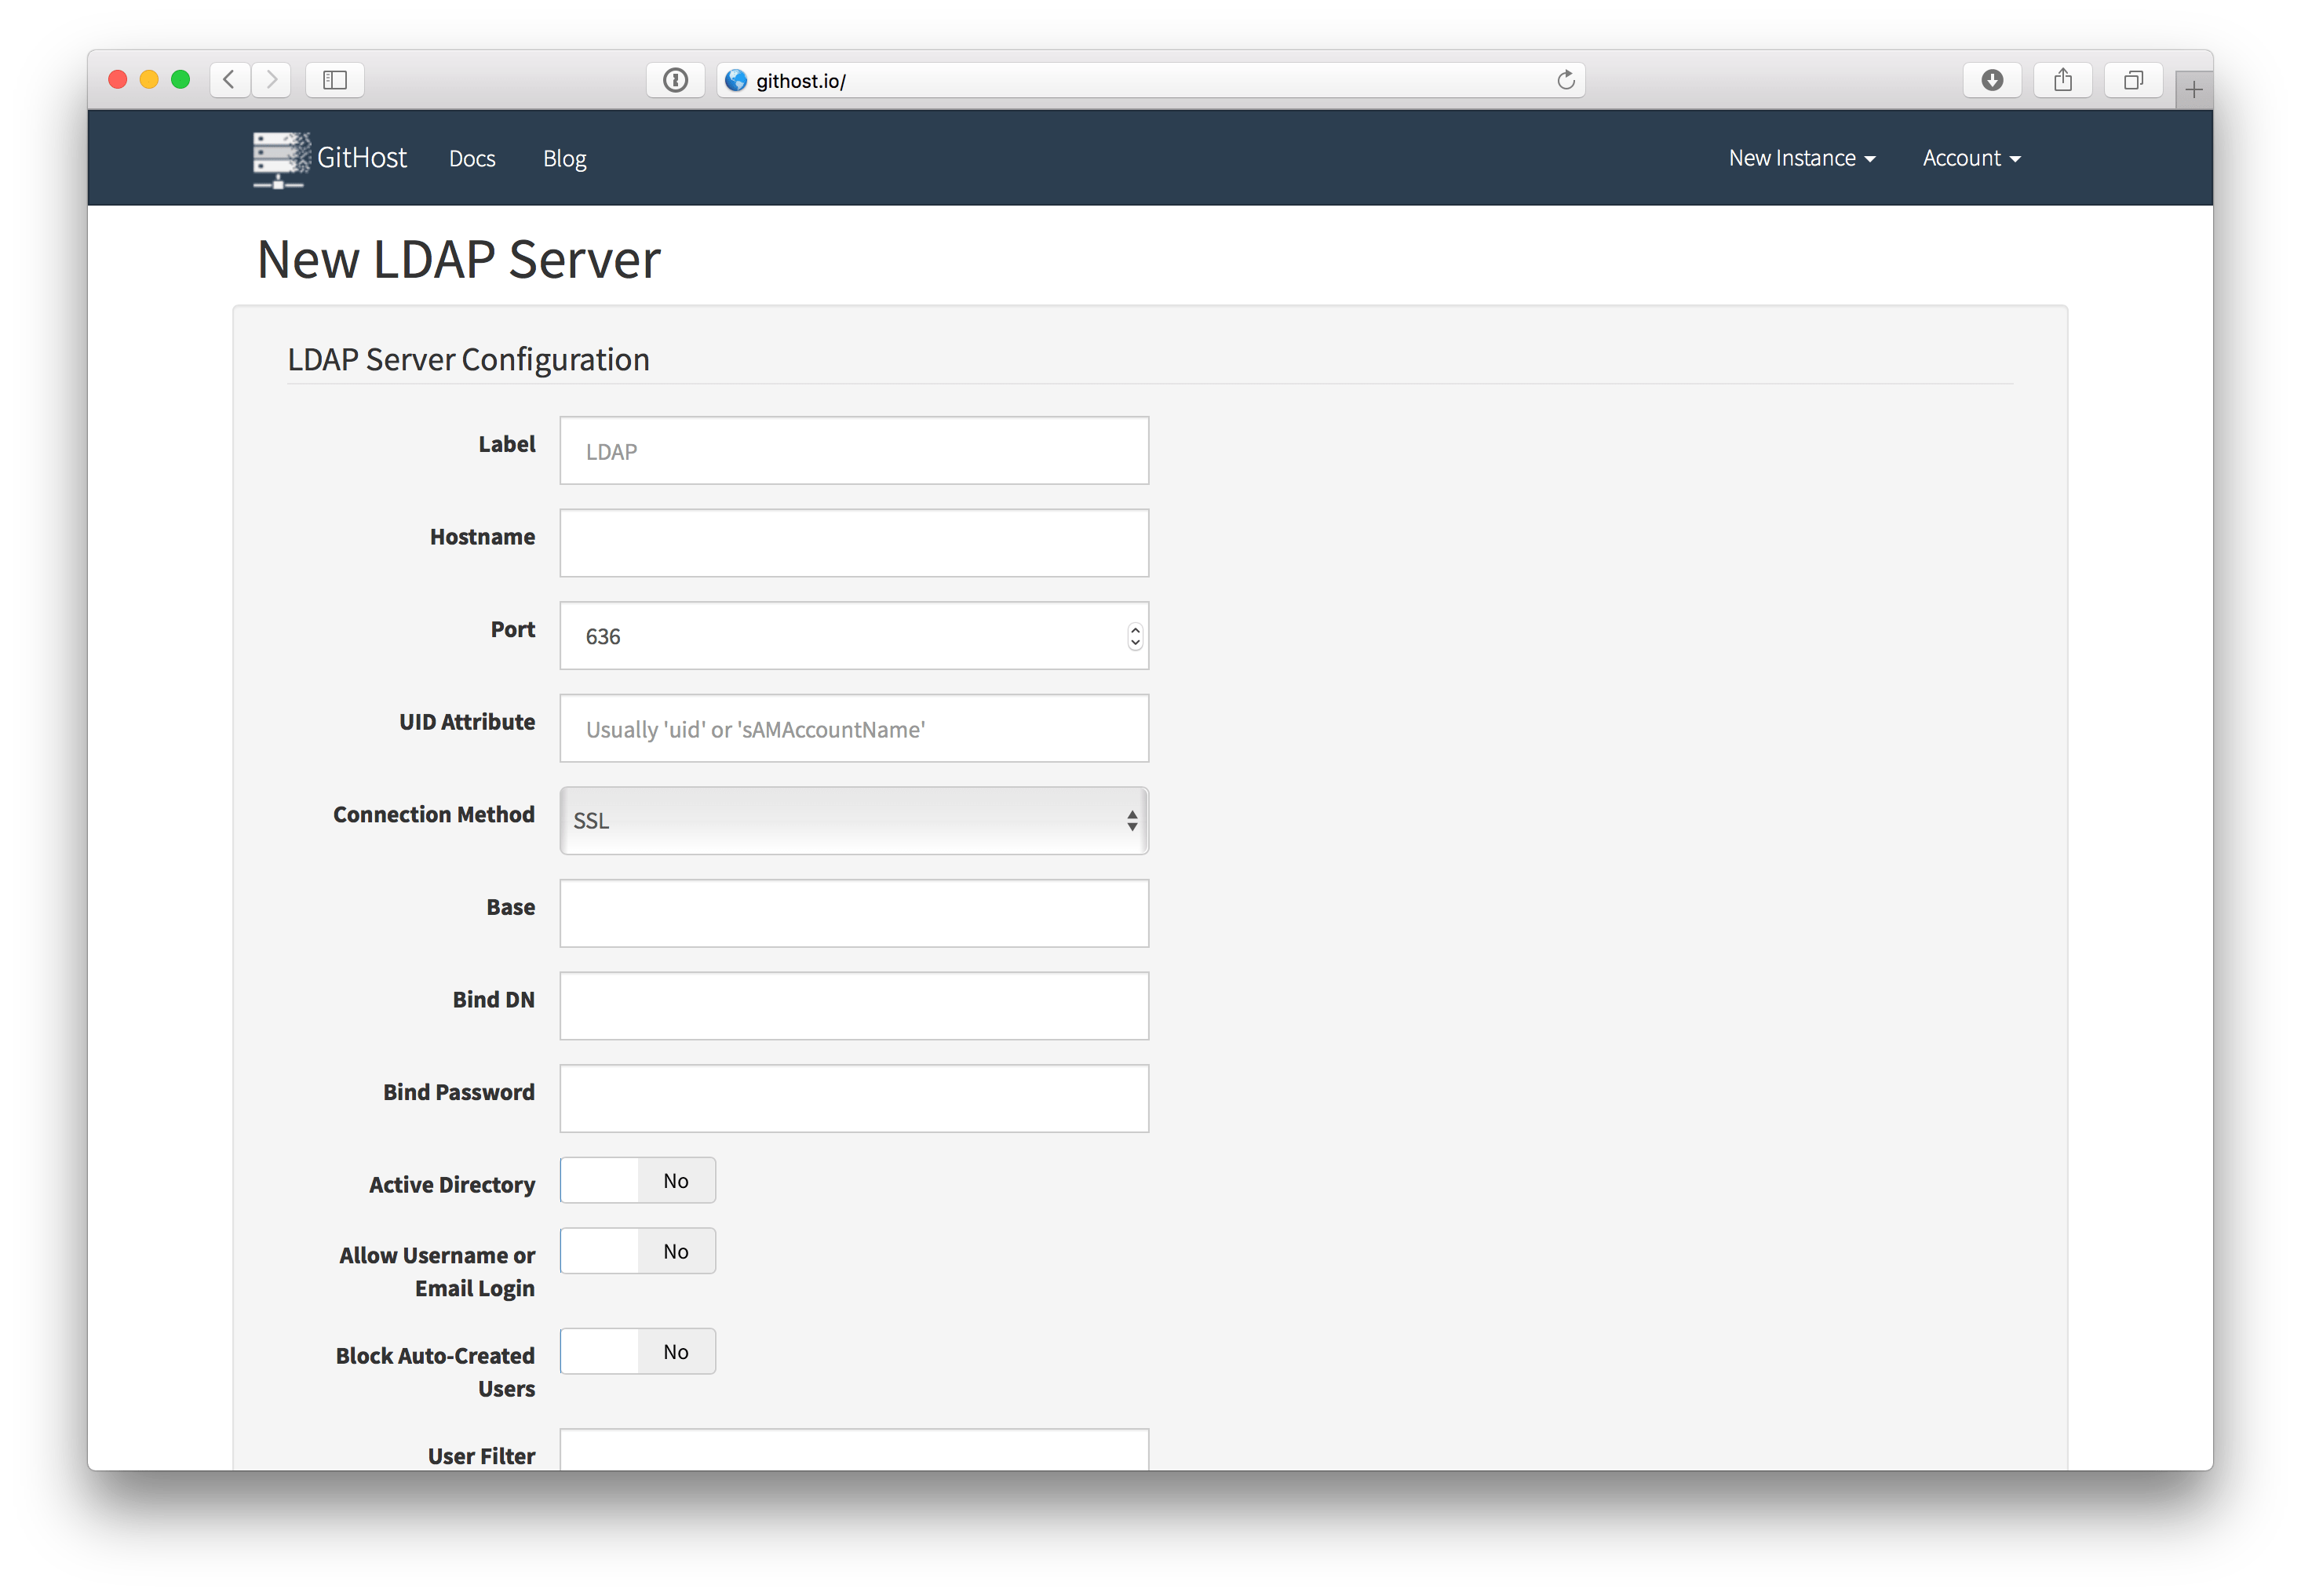 githost.io/
GitHost Docs Blog New Instance Account
New LDAP Server
LDAP Server Configuration
Label LDAP
Hostname
Port 636
UID Attribute Usually 'uid' or 'sAMAccountName'
Connection Method SSL
Base
Bind DN
Bind Password
Active Directory No
Allow Username or
Email Login
No
Block Auto-Created
Users
No
User Filter